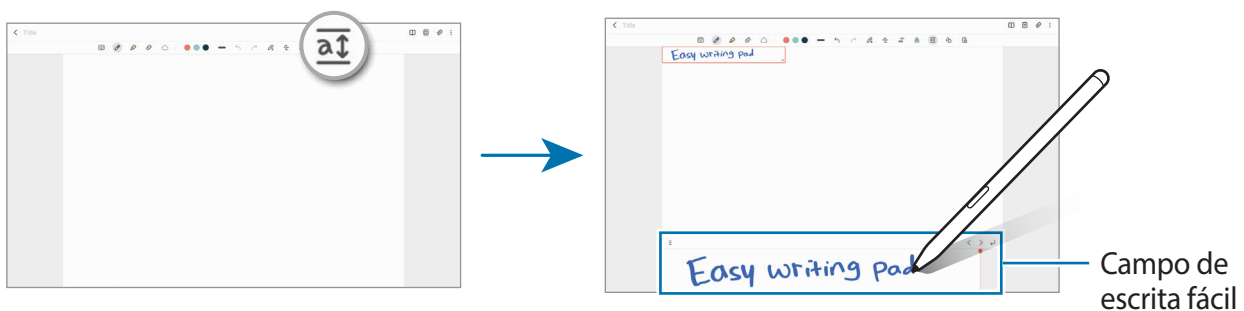 Title
a
Title
Easy writing pad
Easy writing pad
Campo de
escrita fácil